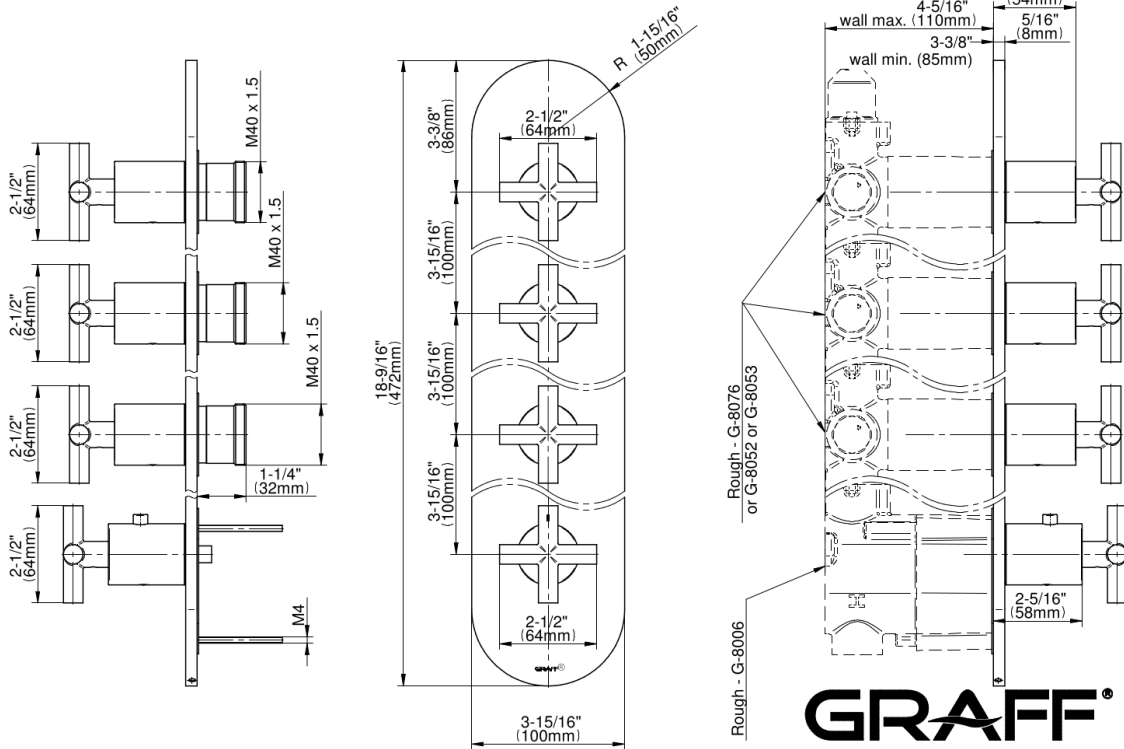 2-1/2"
(64mm)
M40 x 1.5
2-1/2"
(64mm)
M40 x 1.5
2-1/2"
(64mm)
M40 x 1.5
1-1/4"
(32mm)
2-1/2"
(64mm)
M4
R 1-15/16"
(50mm)
18-9/16"
(472mm)
3-3/8"
(86mm)
2-1/2"
(64mm)
3-15/16"
(100mm)
3-15/16"
(100mm)
3-15/16"
(100mm)
2-1/2"
(64mm)
GRAFF®
3-15/16"
(100mm)
4-5/16"
wall max. (110mm)
5/16"
(8mm)
3-3/8"
wall min. (85mm)
Rough - G-8076
or G-8052 or G-8053
Rough - G-8006
2-5/16"
(58mm)
GRAFF®